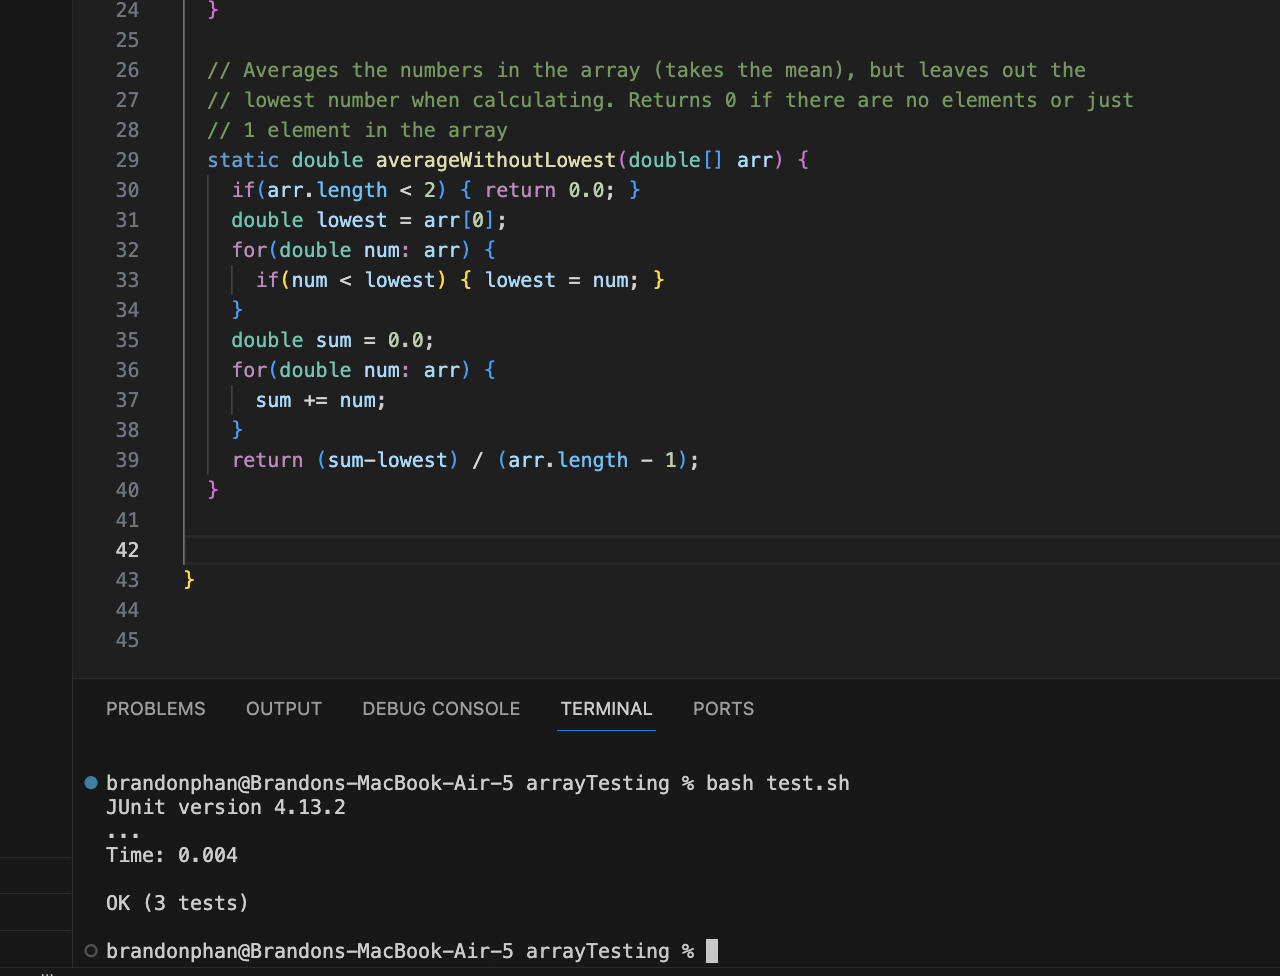 24 }
25
26 // Averages the numbers in the array (takes the mean), but leaves out the
27 // lowest number when calculating. Returns 0 if there are no elements or just
28 // 1 element in the array
29 static double averageWithoutLowest(double[] arr) {
30 if(arr.length < 2) { return 0.0; }
31 double lowest = arr[0];
32 for(double num: arr) {
33 if(num < lowest) { lowest = num; }
34 }
35 double sum = 0.0;
36 for(double num: arr) {
37 sum += num;
38 }
39 return (sum-lowest) / (arr.length - 1);
40 }
41
42
43 }
44
45
PROBLEMS OUTPUT DEBUG CONSOLE TERMINAL PORTS
brandonphan@Brandons-MacBook-Air-5 arrayTesting % bash test.sh
JUnit version 4.13.2
...
Time: 0.004
OK (3 tests)
brandonphan@Brandons-MacBook-Air-5 arrayTesting %